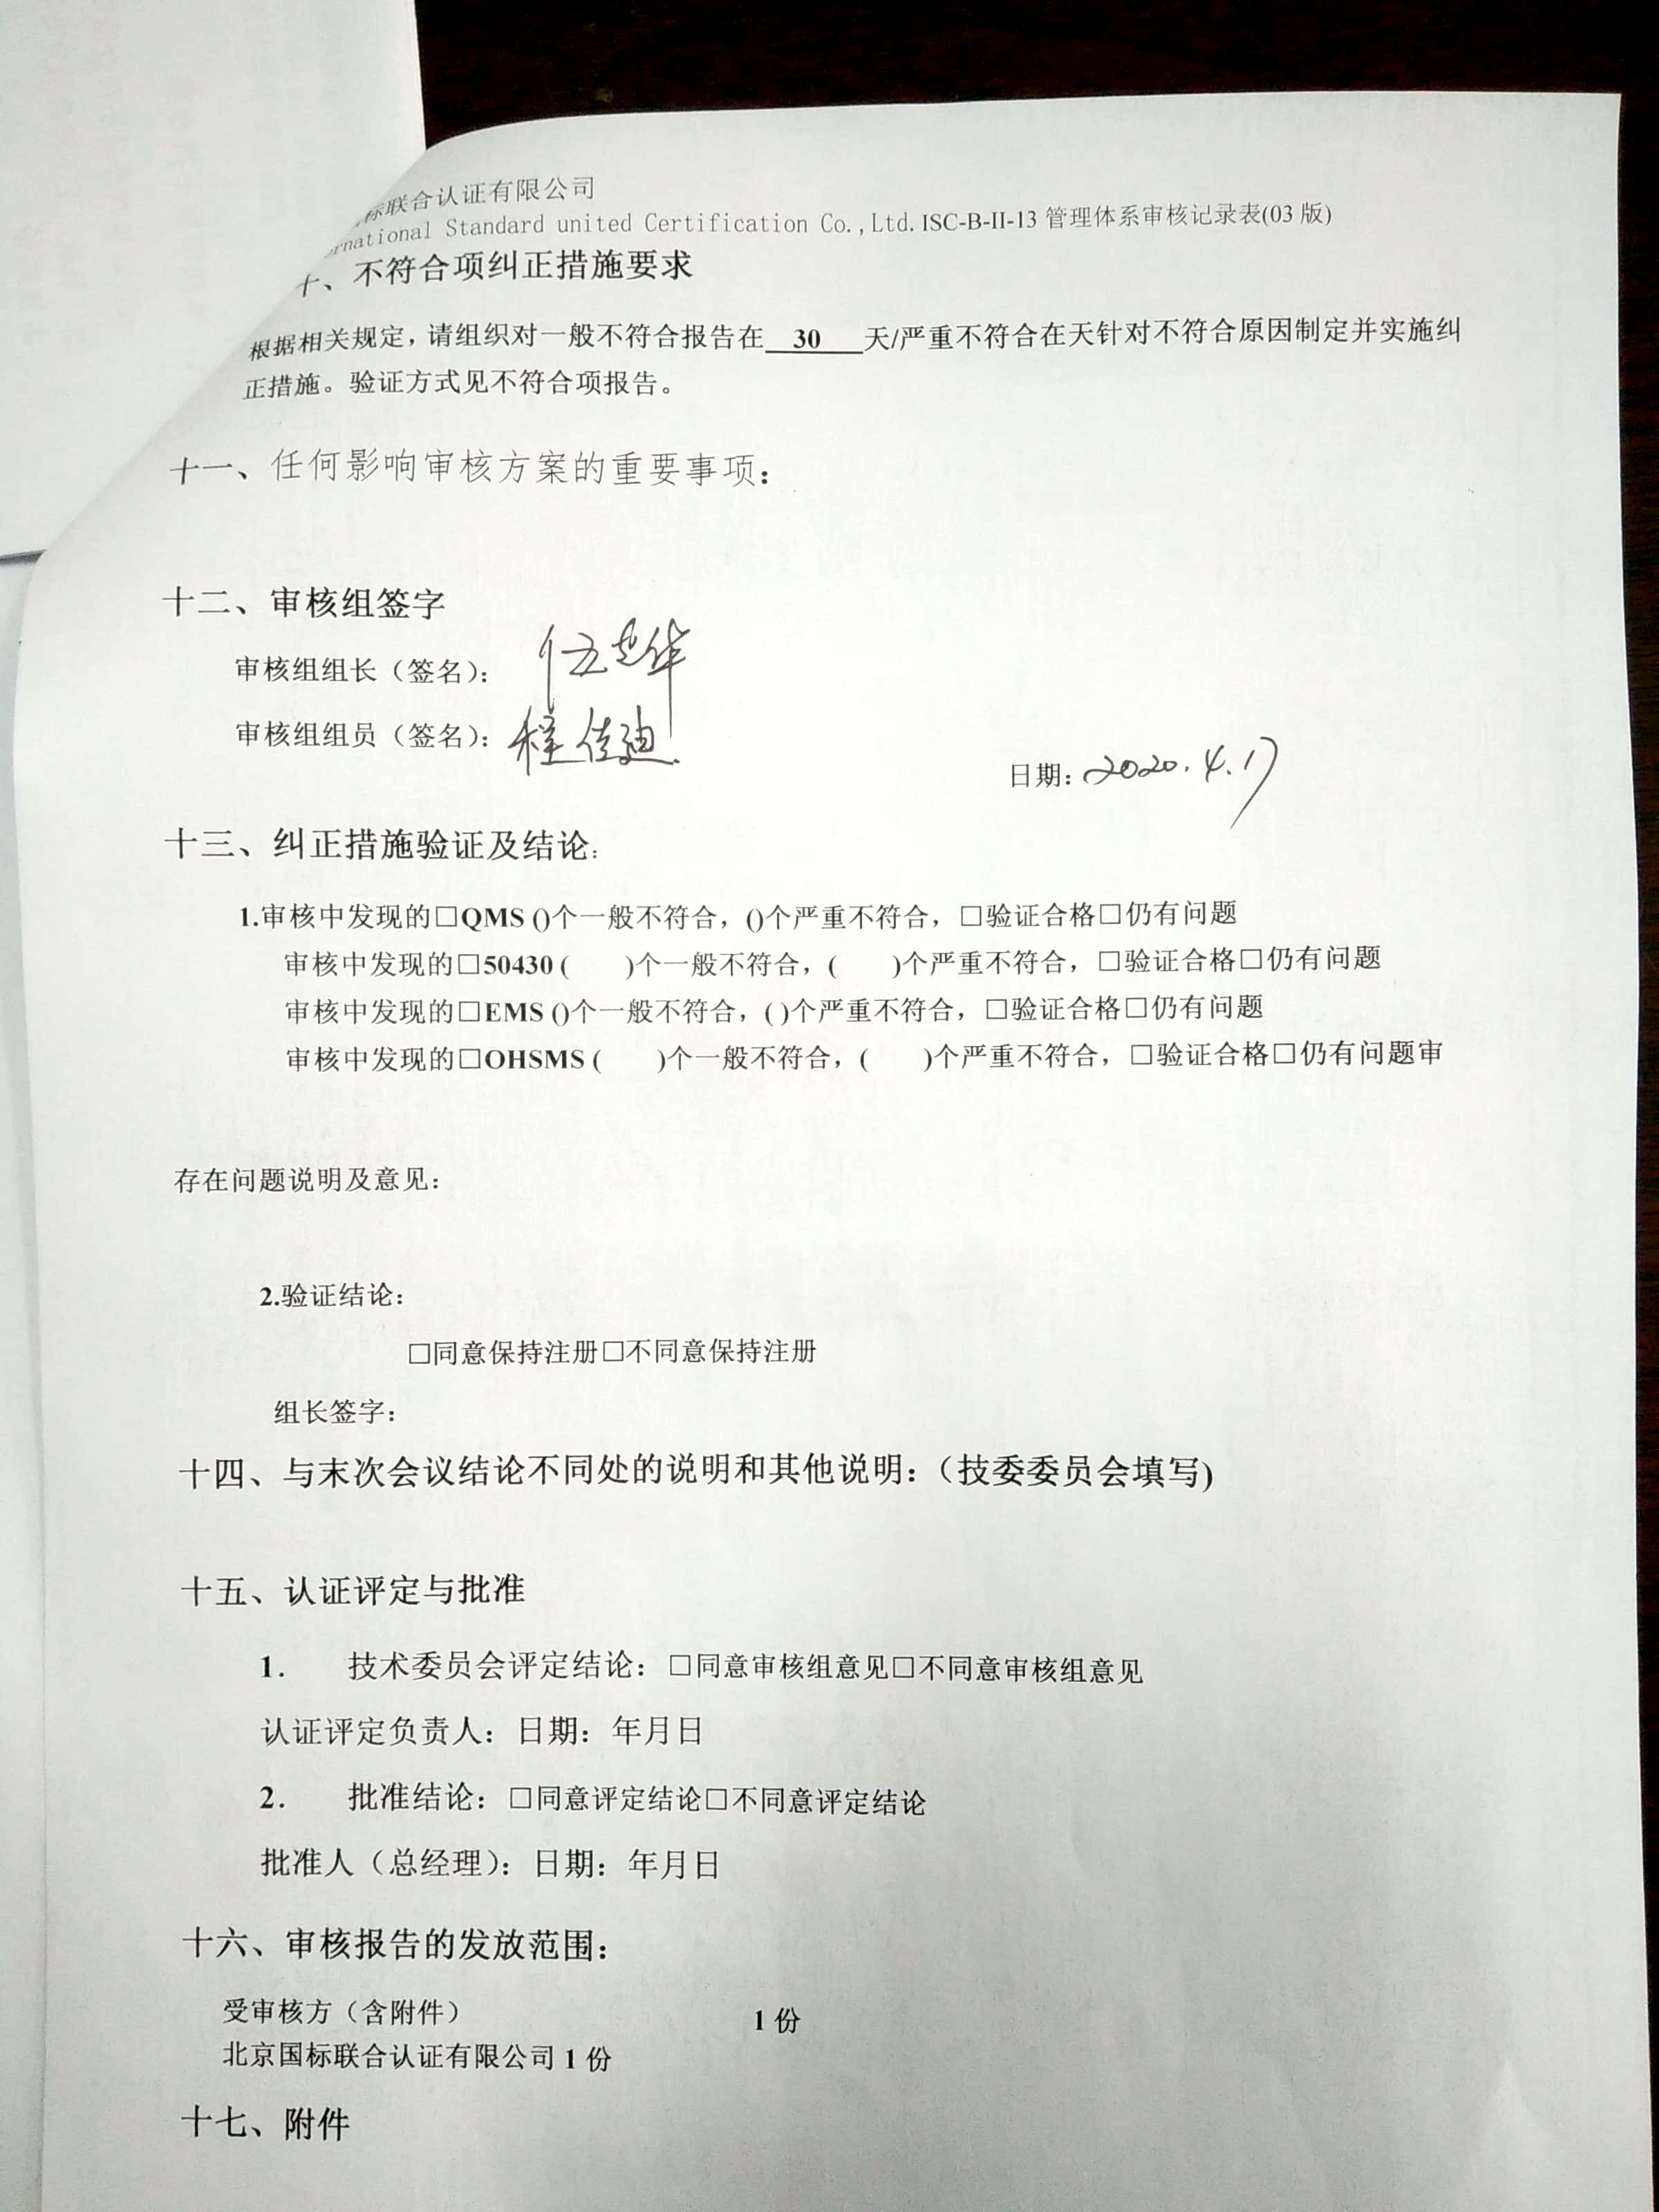 标联合认证有限公司
rnational Standard united Certification Co.,Ltd. ISC-B-II-13 管理体系审核记录表(03 版)
十、不符合项纠正措施要求
根据相关规定，请组织对一般不符合报告在 30 天/严重不符合在天针对不符合原因制定并实施纠
正措施。验证方式见不符合项报告。
十一、任何影响审核方案的重要事项：
十二、审核组签字
审核组组长（签名）：
审核组组员（签名）：程佳迪
日期：2020.4.17
十三、纠正措施验证及结论：
1.审核中发现的□QMS ()个一般不符合，()个严重不符合，□验证合格□仍有问题
审核中发现的□50430 ( )个一般不符合，( )个严重不符合，□验证合格□仍有问题
审核中发现的□EMS ()个一般不符合，( )个严重不符合，□验证合格□仍有问题
审核中发现的□OHSMS ( )个一般不符合，( )个严重不符合，□验证合格□仍有问题审
存在问题说明及意见：
2.验证结论：
□同意保持注册□不同意保持注册
组长签字：
十四、与末次会议结论不同处的说明和其他说明：（技委委员会填写)
十五、认证评定与批准
1. 技术委员会评定结论：□同意审核组意见□不同意审核组意见
认证评定负责人：日期：年月日
2. 批准结论：□同意评定结论□不同意评定结论
批准人（总经理）：日期：年月日
十六、审核报告的发放范围：
受审核方（含附件） 1 份
北京国标联合认证有限公司 1 份
十七、附件